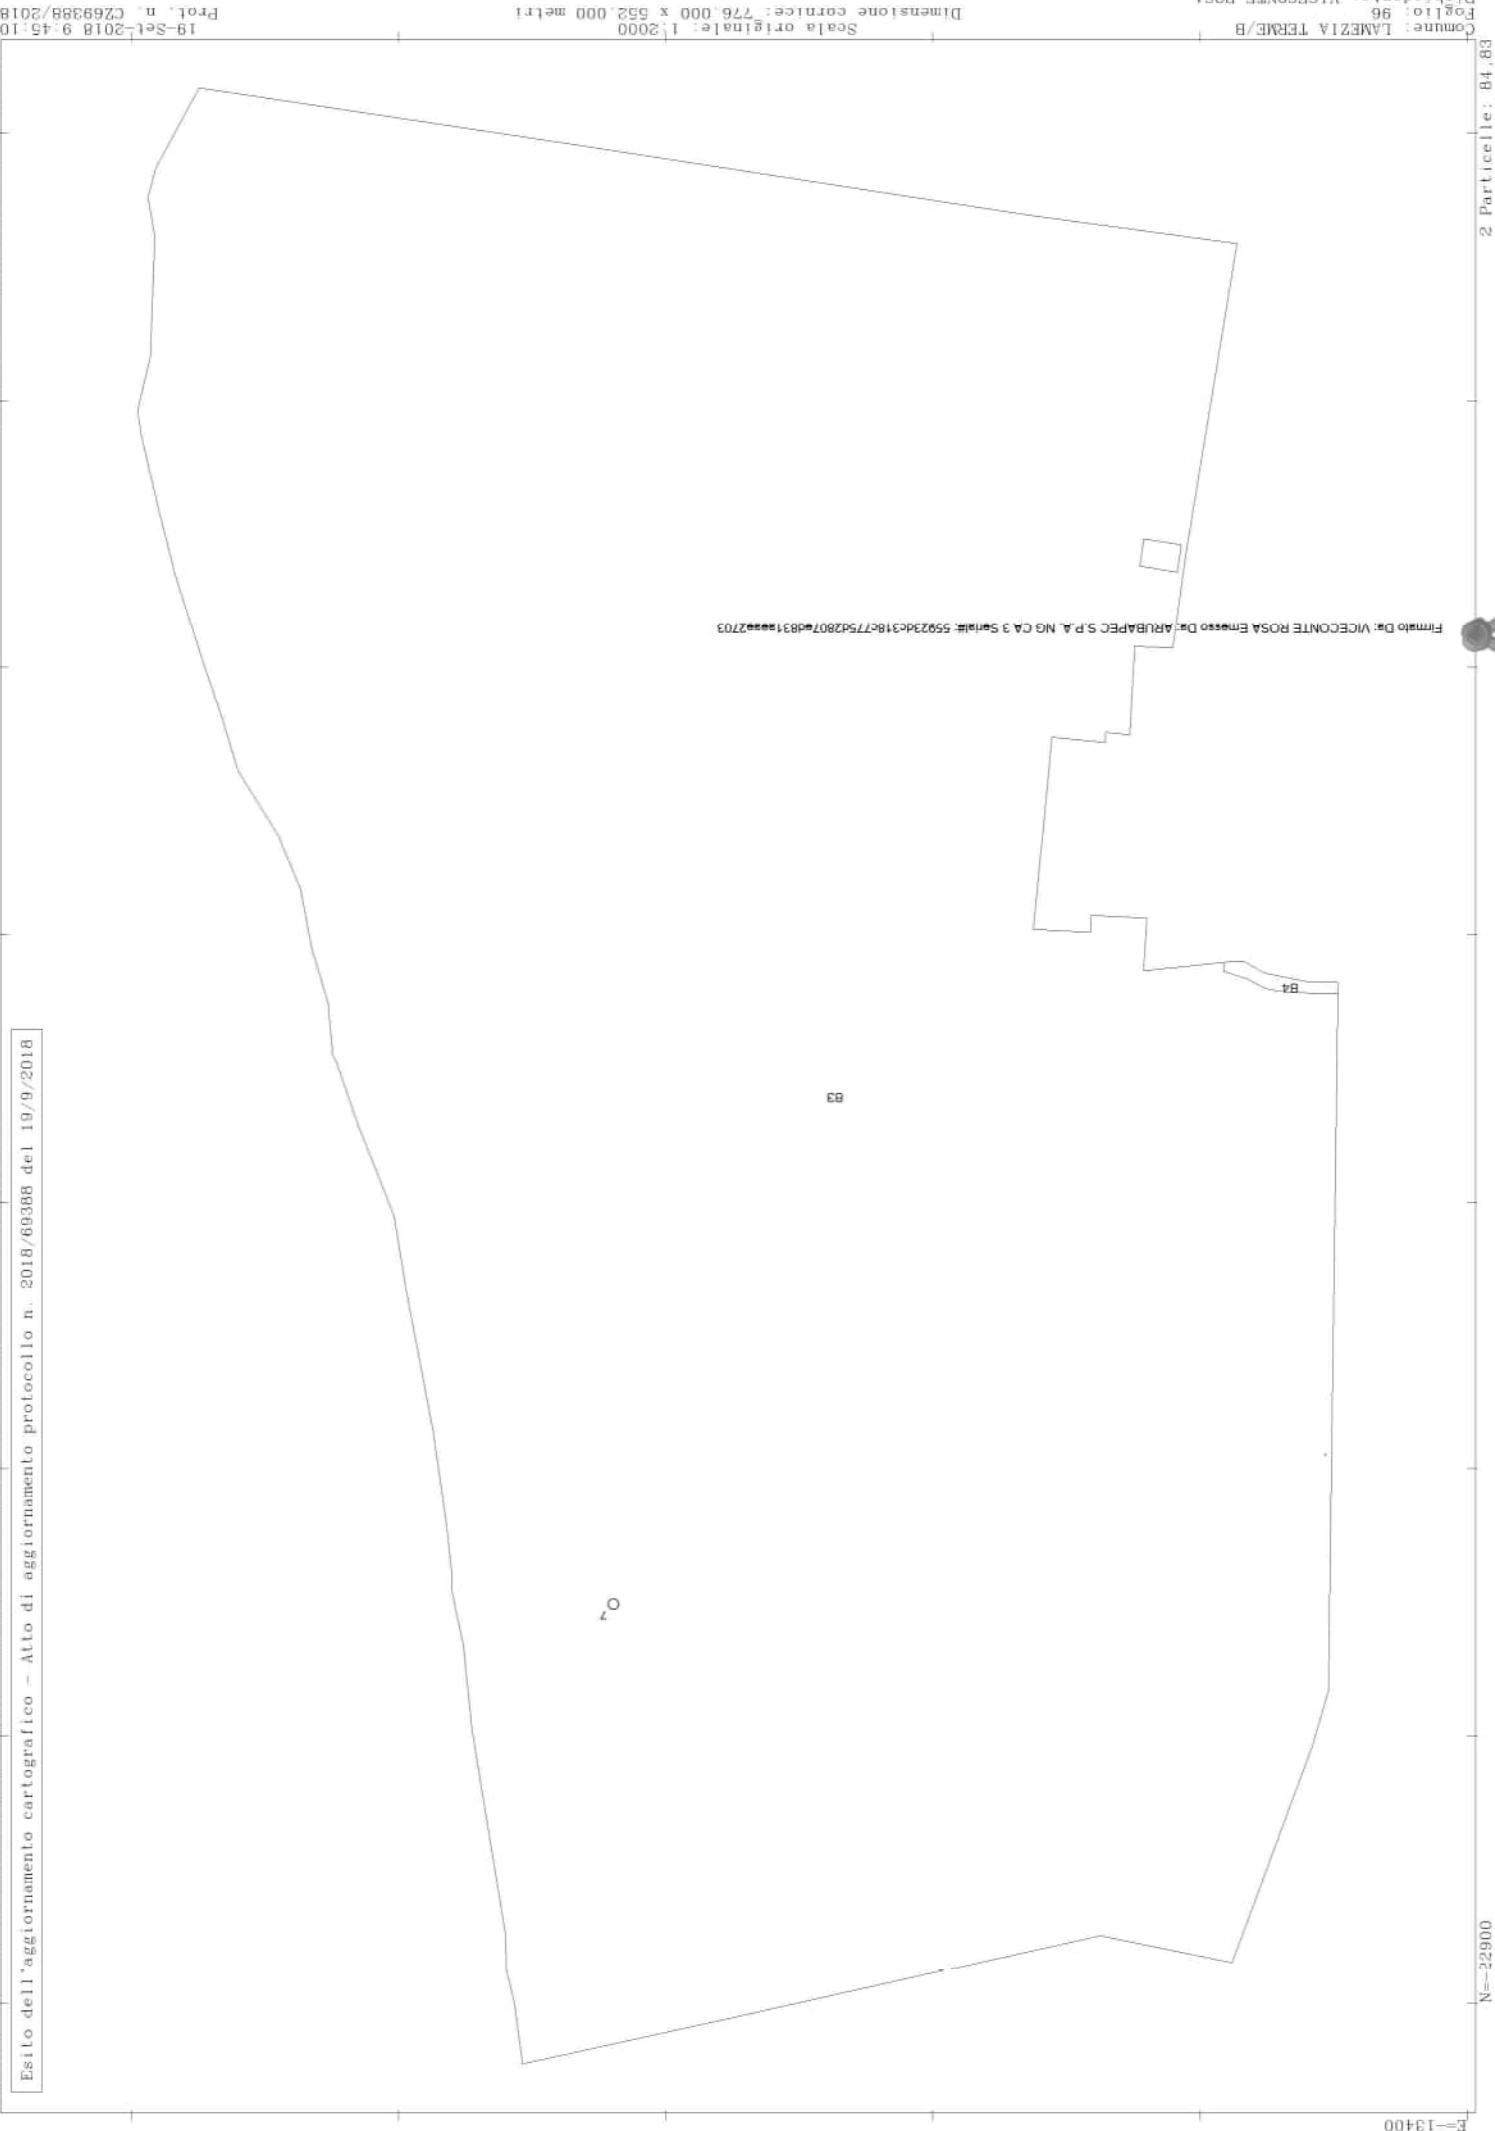 Esito dell'aggiornamento cartografico - Atto di aggiornamento protocollo n. 2018/69388 del 19/9/2018
N=-22900
E=-13400
2 Particelle: 84,83
Comune: LAMEZIA TERME/B
Foglio: 96
Scala originale: 1:2000
Dimensione cornice: 776.000 x 552.000 metri
19-Set-2018 9:45:10
Prot. n. CZ69388/2018
Firmato Da: VICECONTE ROSA Emesso Da: ARUBAPEC S.P.A. NG CA 3 Serial#:
84
83
7